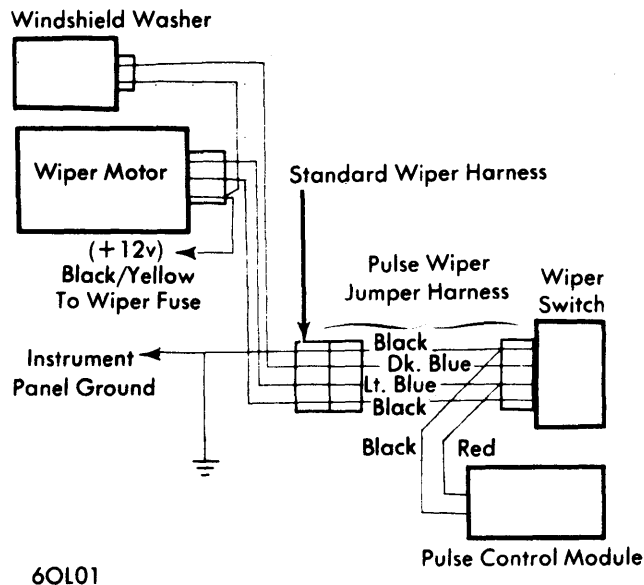 Windshield Washer
Wiper Motor
Standard Wiper Harness
(+12v)
Black/Yellow
To Wiper Fuse
Pulse Wiper
Jumper Harness
Wiper
Switch
Instrument
Panel Ground
Black
Dk. Blue
Lt. Blue
Black
Black
Red
Pulse Control Module
60L01